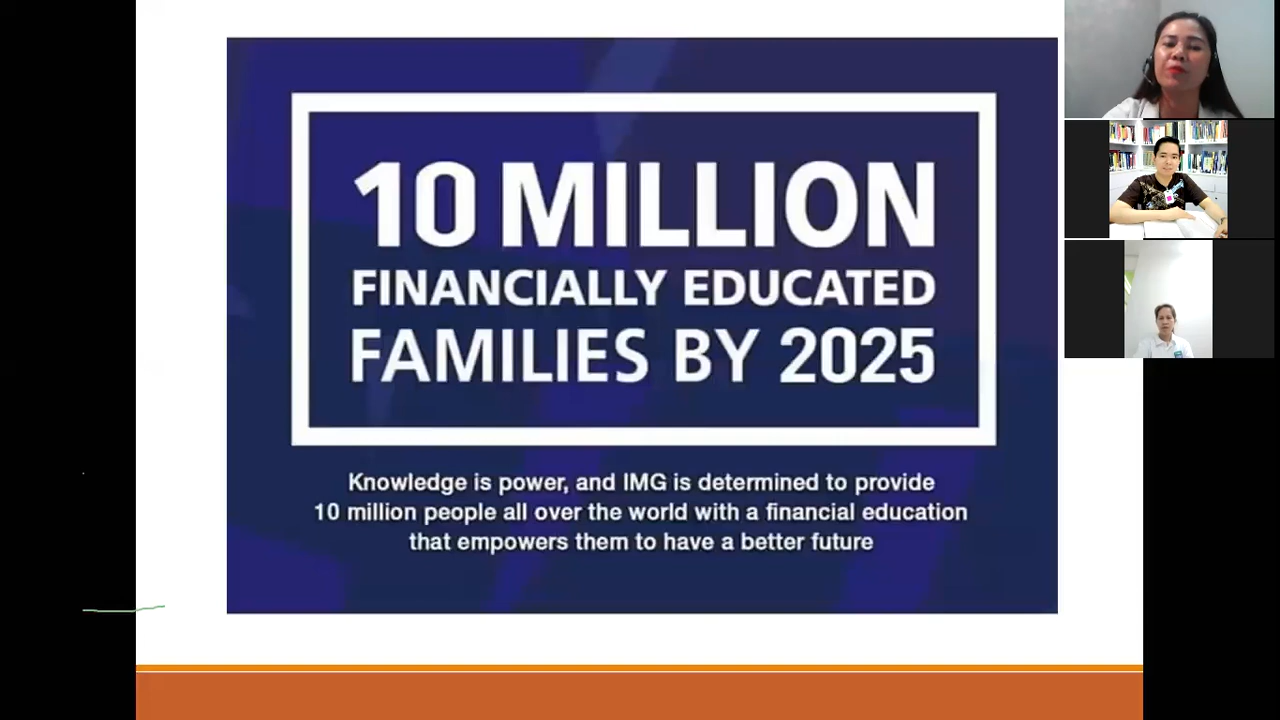 10 MILLION
FINANCIALLY EDUCATED
FAMILIES BY 2025
Knowledge is power, and IMG is determined to provide
10 million people all over the world with a financial education
that empowers them to have a better future